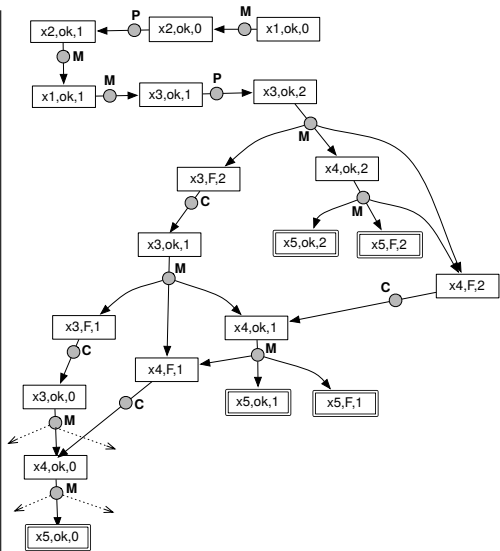 P
M
x2,ok,1
x2,ok,0
x1,ok,0
M
M
P
x1,ok,1
x3,ok,1
x3,ok,2
M
x3,F,2
x4,ok,2
C
M
x3,ok,1
x5,ok,2
x5,F,2
M
x4,F,2
C
x3,F,1
x4,ok,1
C
M
x4,F,1
x3,ok,0
C
x5,ok,1
x5,F,1
M
x4,ok,0
M
x5,ok,0